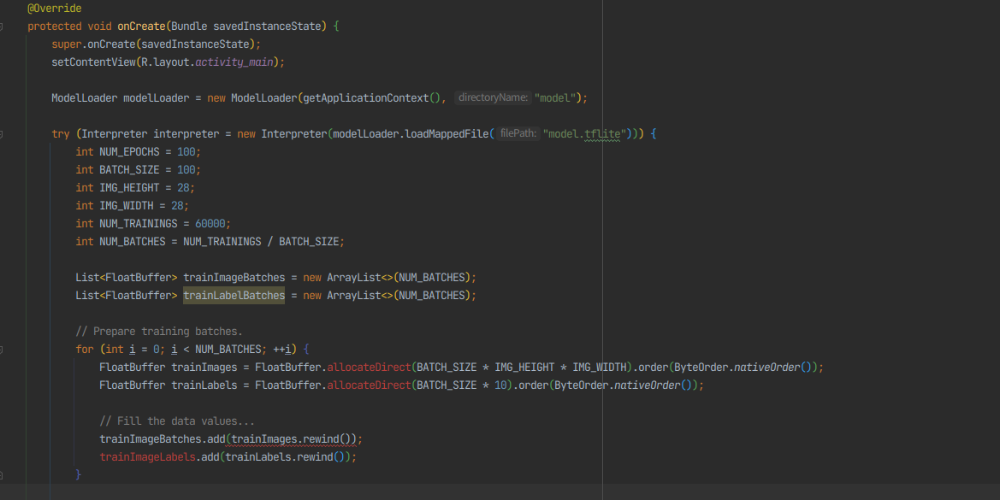 @Override
protected void onCreate(Bundle savedInstanceState) {
super.onCreate(savedInstanceState);
setContentView(R.layout.activity_main);
ModelLoader modelLoader = new ModelLoader(getApplicationContext(), directoryName: "model");
try (Interpreter interpreter = new Interpreter(modelLoader.loadMappedFile( filePath: "model.tflite"))) {
int NUM_EPOCHS = 100;
int BATCH_SIZE = 100;
int IMG_HEIGHT = 28;
int IMG_WIDTH = 28;
int NUM_TRAININGS = 60000;
int NUM_BATCHES = NUM_TRAININGS / BATCH_SIZE;
List<FloatBuffer> trainImageBatches = new ArrayList<>(NUM_BATCHES);
List<FloatBuffer> trainLabelBatches = new ArrayList<>(NUM_BATCHES);
// Prepare training batches.
for (int i = 0; i < NUM_BATCHES; ++i) {
FloatBuffer trainImages = FloatBuffer.allocateDirect(BATCH_SIZE * IMG_HEIGHT * IMG_WIDTH).order(ByteOrder.nativeOrder());
FloatBuffer trainLabels = FloatBuffer.allocateDirect(BATCH_SIZE * 10).order(ByteOrder.nativeOrder());
// Fill the data values...
trainImageBatches.add(trainImages.rewind());
trainImageLabels.add(trainLabels.rewind());
}